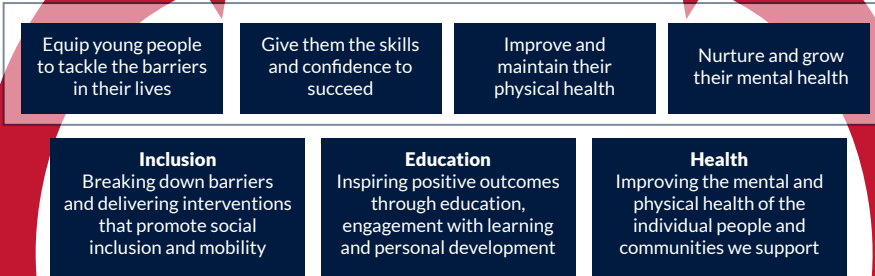 Equip young people
to tackle the barriers
in their lives
Give them the skills
and confidence to
succeed
Improve and
maintain their
physical health
Nurture and grow
their mental health
Inclusion
Breaking down barriers
and delivering interventions
that promote social
inclusion and mobility
Education
Inspiring positive outcomes
through education,
engagement with learning
and personal development
Health
Improving the mental and
physical health of the
individual people and
communities we support